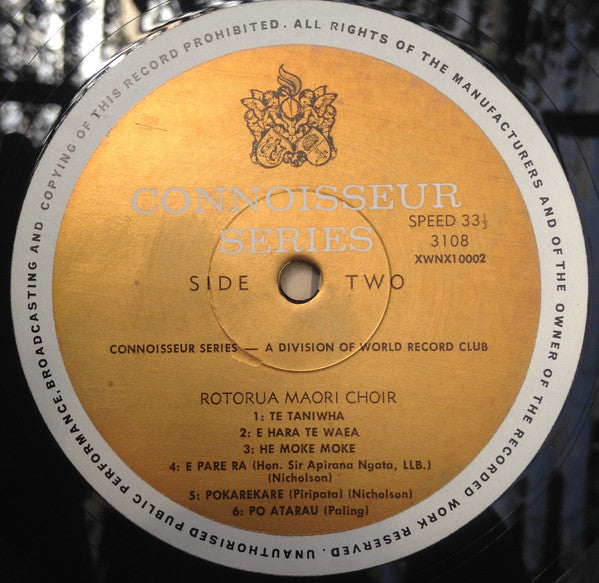 ALL RIGHTS OF THE MANUFACTURERS AND OF THE OWNER OF THE RECORDED WORK RESERVED. UNAUTHORISED PUBLIC PERFORMANCE, BROADCASTING AND COPYING OF THIS RECORD PROHIBITED.
CONNOISSEUR
SERIES
SPEED 33⅓
3108
XWNX10002
SIDE TWO
CONNOISSEUR SERIES — A DIVISION OF WORLD RECORD CLUB
ROTORUA MAORI CHOIR
1: TE TANIWHA
2: E HARA TE WAEA
3: HE MOKE MOKE
4: E PARE RA (Hon. Sir Apirana Ngata, LLB.)
(Nicholson)
5: POKAREKARE (Piripata) (Nicholson)
6: PO ATARAU (Paling)